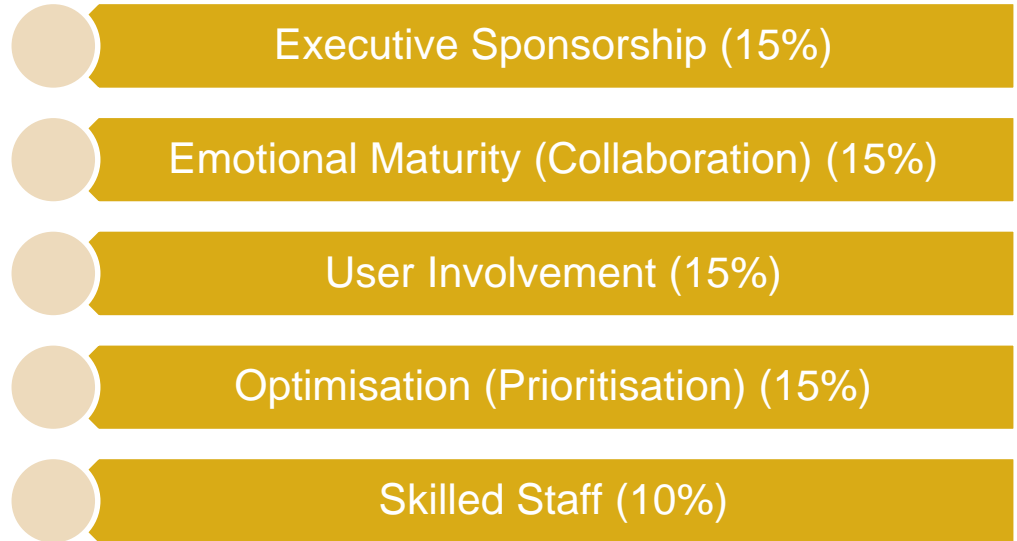 Executive Sponsorship (15%)
Emotional Maturity (Collaboration) (15%)
User Involvement (15%)
Optimisation (Prioritisation) (15%)
Skilled Staff (10%)